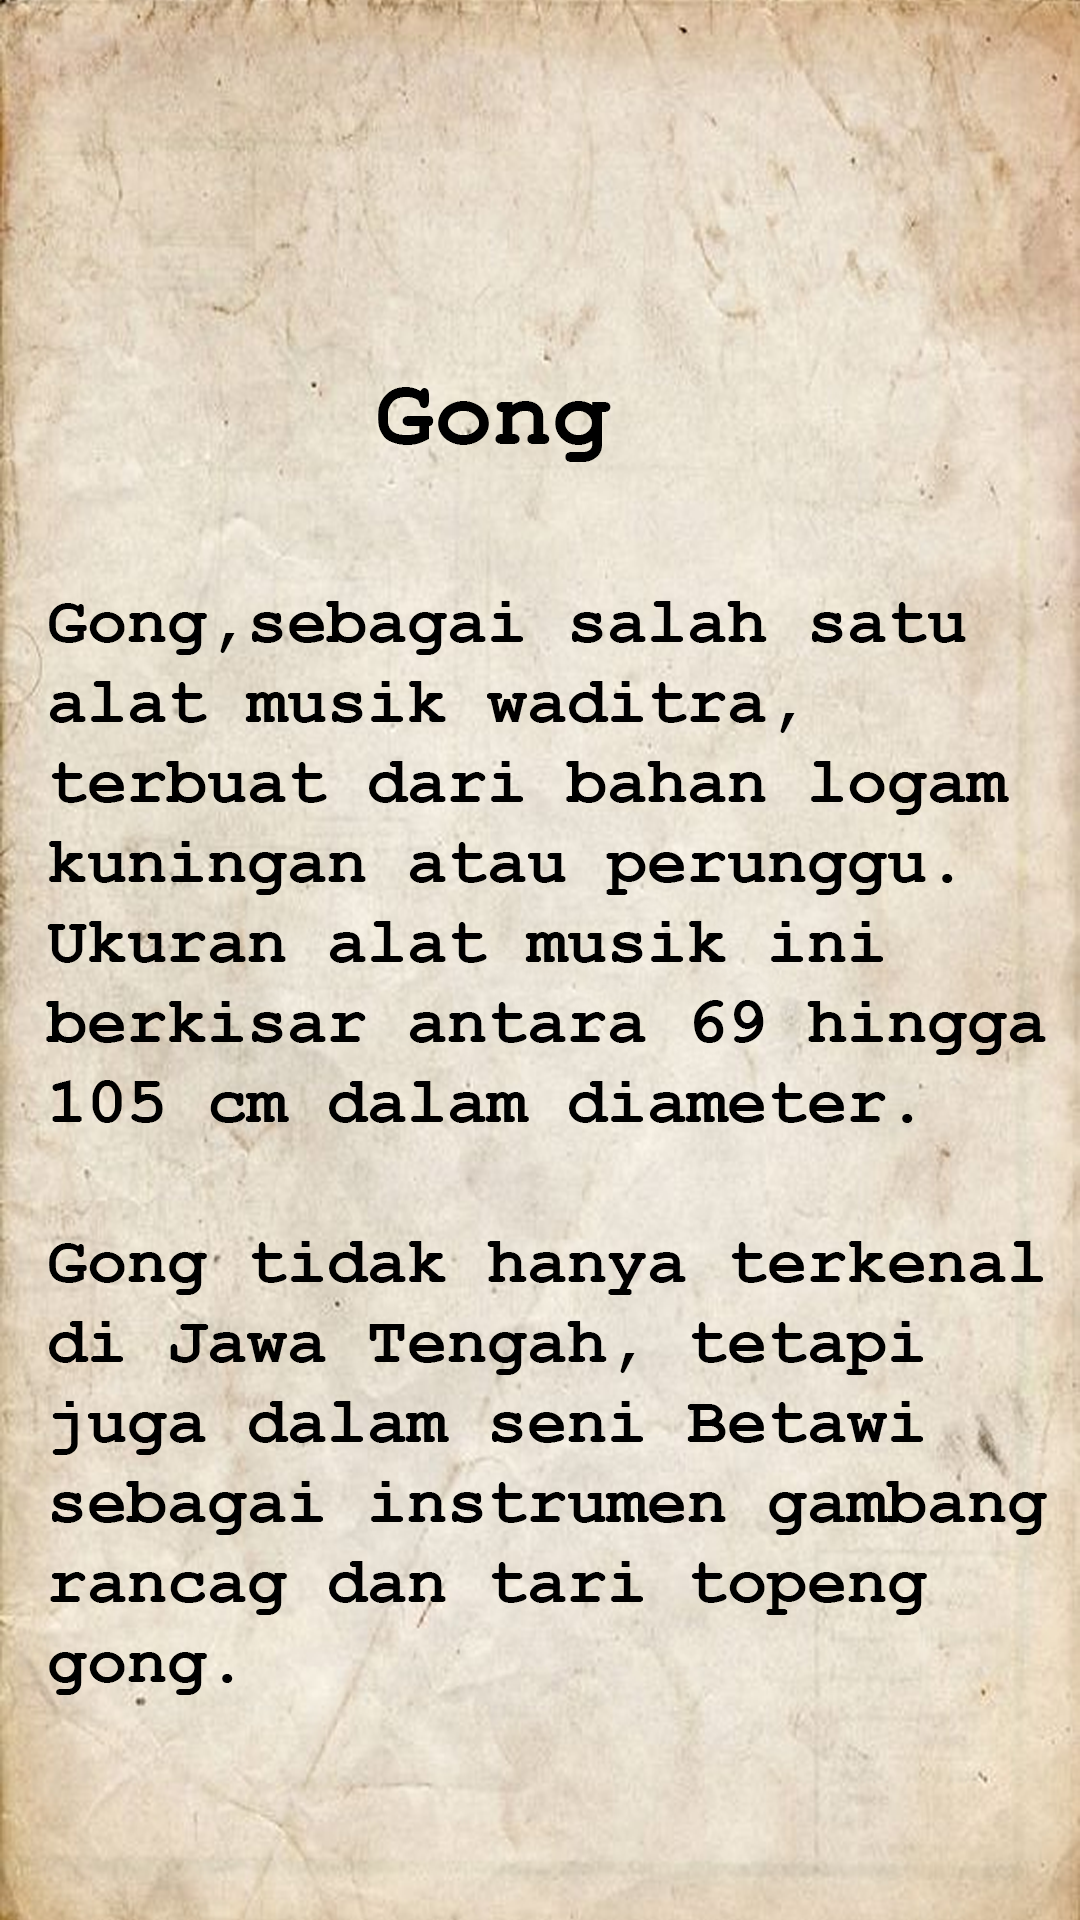 Gong
Gong,sebagai salah satu
alat musik waditra,
terbuat dari bahan logam
kuningan atau perunggu.
Ukuran alat musik ini
berkisar antara 69 hingga
105 cm dalam diameter.
Gong tidak hanya terkenal
di Jawa Tengah, tetapi
juga dalam seni Betawi
sebagai instrumen gambang
rancag dan tari topeng
gong.